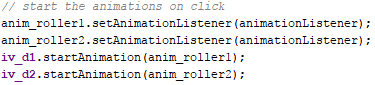 // start the animations on click
anim_roller1.setAnimationListener(animationListener);
anim_roller2.setAnimationListener(animationListener);
iv_d1.startAnimation(anim_roller1);
iv_d2.startAnimation(anim_roller2);